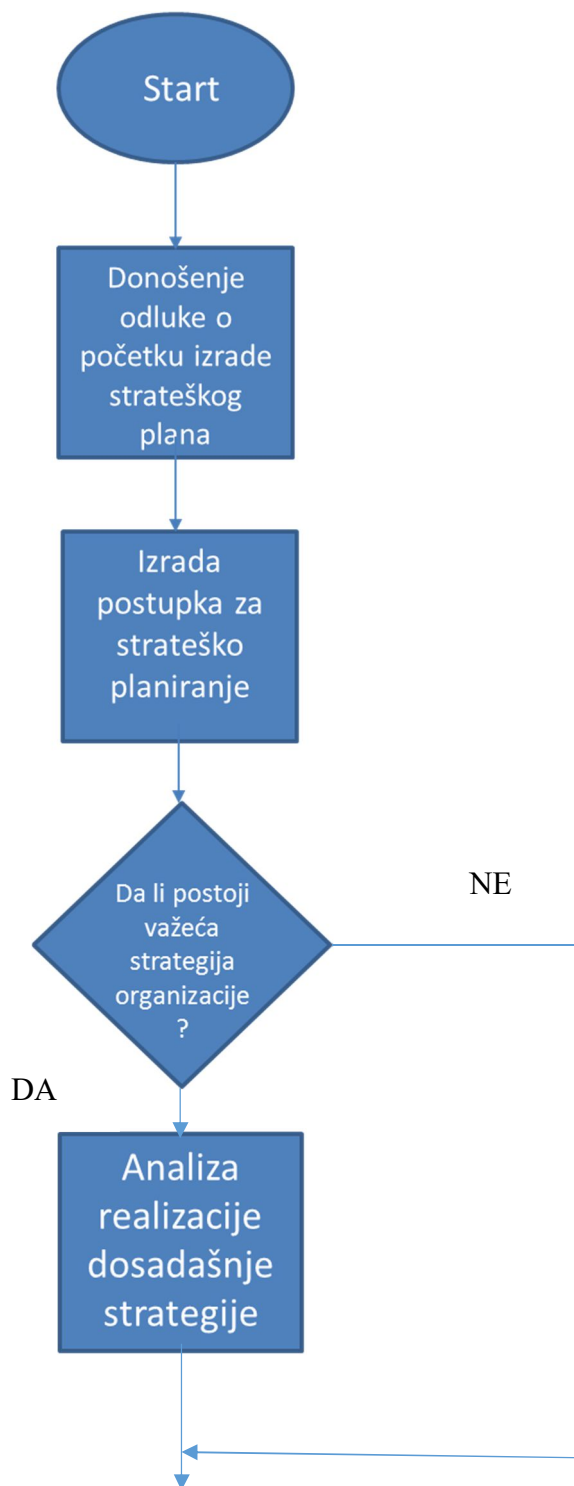 Start
Donošenje
odluke o
početku izrade
strateškog
plana
Izrada
postupka za
strateško
planiranje
Da li postoji
važeća
strategija
organizacije
?
NE
DA
Analiza
realizacije
dosadašnje
strategije